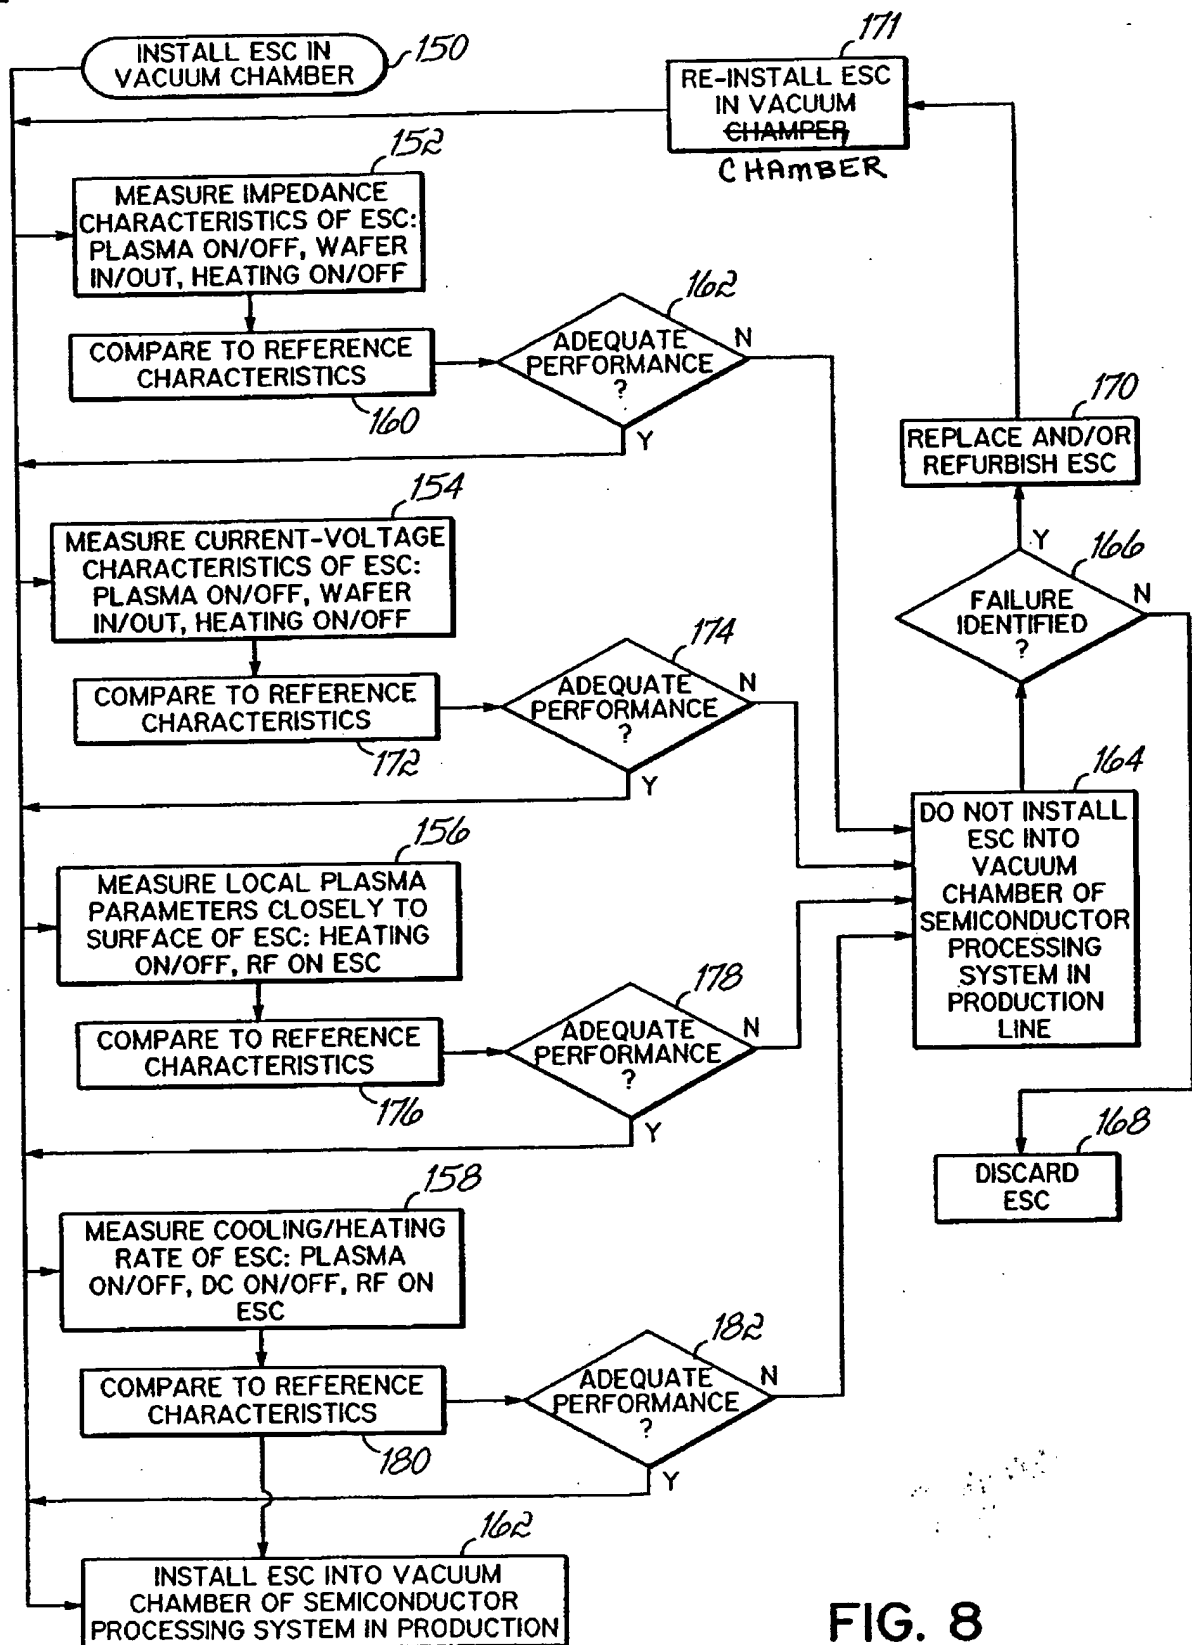 INSTALL ESC IN
VACUUM CHAMBER
150
171
RE-INSTALL ESC
IN VACUUM
CHAMPER
CHAMBER
152
MEASURE IMPEDANCE
CHARACTERISTICS OF ESC:
PLASMA ON/OFF, WAFER
IN/OUT, HEATING ON/OFF
COMPARE TO REFERENCE
CHARACTERISTICS
160
162
ADEQUATE
PERFORMANCE
?
N
Y
170
REPLACE AND/OR
REFURBISH ESC
Y
166
FAILURE
IDENTIFIED
?
N
154
MEASURE CURRENT-VOLTAGE
CHARACTERISTICS OF ESC:
PLASMA ON/OFF, WAFER
IN/OUT, HEATING ON/OFF
COMPARE TO REFERENCE
CHARACTERISTICS
172
174
ADEQUATE
PERFORMANCE
?
N
Y
164
DO NOT INSTALL
ESC INTO
VACUUM
CHAMBER OF
SEMICONDUCTOR
PROCESSING
SYSTEM IN
PRODUCTION
LINE
156
MEASURE LOCAL PLASMA
PARAMETERS CLOSELY TO
SURFACE OF ESC: HEATING
ON/OFF, RF ON ESC
COMPARE TO REFERENCE
CHARACTERISTICS
176
178
ADEQUATE
PERFORMANCE
?
N
Y
168
DISCARD
ESC
158
MEASURE COOLING/HEATING
RATE OF ESC: PLASMA
ON/OFF, DC ON/OFF, RF ON
ESC
COMPARE TO REFERENCE
CHARACTERISTICS
180
182
ADEQUATE
PERFORMANCE
?
N
Y
162
INSTALL ESC INTO VACUUM
CHAMBER OF SEMICONDUCTOR
PROCESSING SYSTEM IN PRODUCTION
FIG. 8